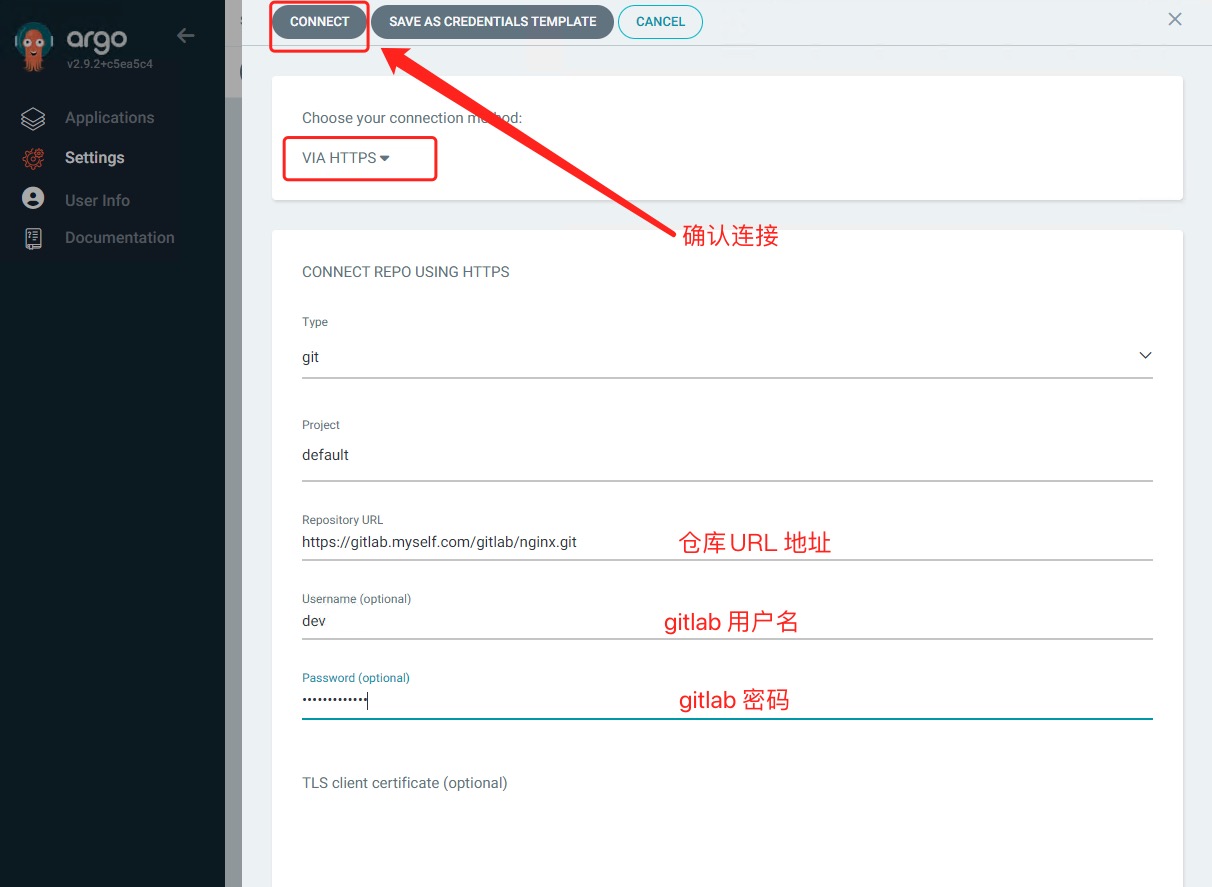 CONNECT
SAVE AS CREDENTIALS TEMPLATE
CANCEL
argo
v2.9.2+c5ea5c4
Applications
Settings
User Info
Documentation
Choose your connection method:
VIA HTTPS
确认连接
CONNECT REPO USING HTTPS
Type
git
Project
default
Repository URL
https://gitlab.myself.com/gitlab/nginx.git
仓库URL 地址
Username (optional)
dev
gitlab 用户名
Password (optional)
•••••••••••••
gitlab 密码
TLS client certificate (optional)